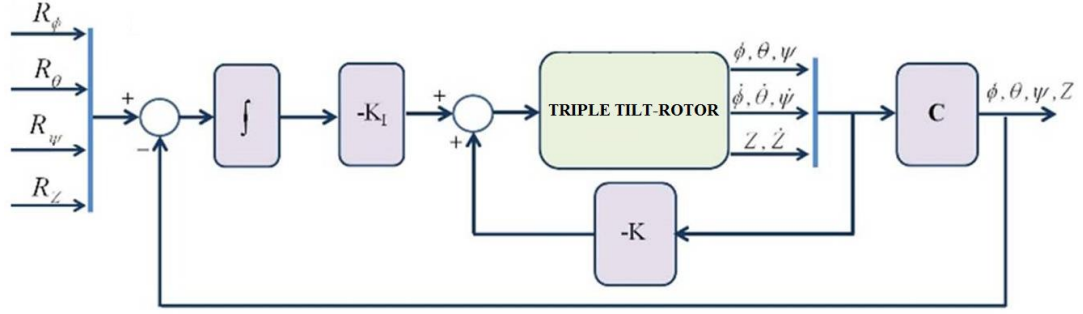 R_ϕ
R_θ
R_ψ
R_Z
+
−
∫
-K_I
+
+
TRIPLE TILT-ROTOR
ϕ, θ, ψ
ϕ̇, θ̇, ψ̇
Z, Ż
C
ϕ, θ, ψ, Z
-K